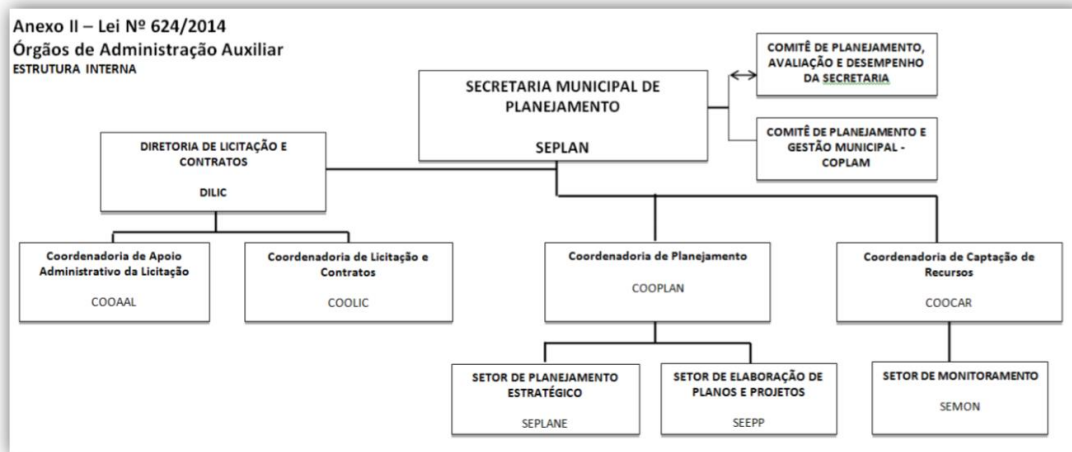 Anexo II – Lei Nº 624/2014
Órgãos de Administração Auxiliar
ESTRUTURA INTERNA
SECRETARIA MUNICIPAL DE
PLANEJAMENTO
SEPLAN
COMITÊ DE PLANEJAMENTO,
AVALIAÇÃO E DESEMPENHO
DA SECRETARIA
COMITÊ DE PLANEJAMENTO E
GESTÃO MUNICIPAL -
COPLAM
DIRETORIA DE LICITAÇÃO E
CONTRATOS
DILIC
Coordenadoria de Apoio
Administrativo da Licitação
COOAAL
Coordenadoria de Licitação e
Contratos
COOLIC
Coordenadoria de Planejamento
COOPLAN
Coordenadoria de Captação de
Recursos
COOCAR
SETOR DE PLANEJAMENTO
ESTRATÉGICO
SEPLANE
SETOR DE ELABORAÇÃO DE
PLANOS E PROJETOS
SEEPP
SETOR DE MONITORAMENTO
SEMON